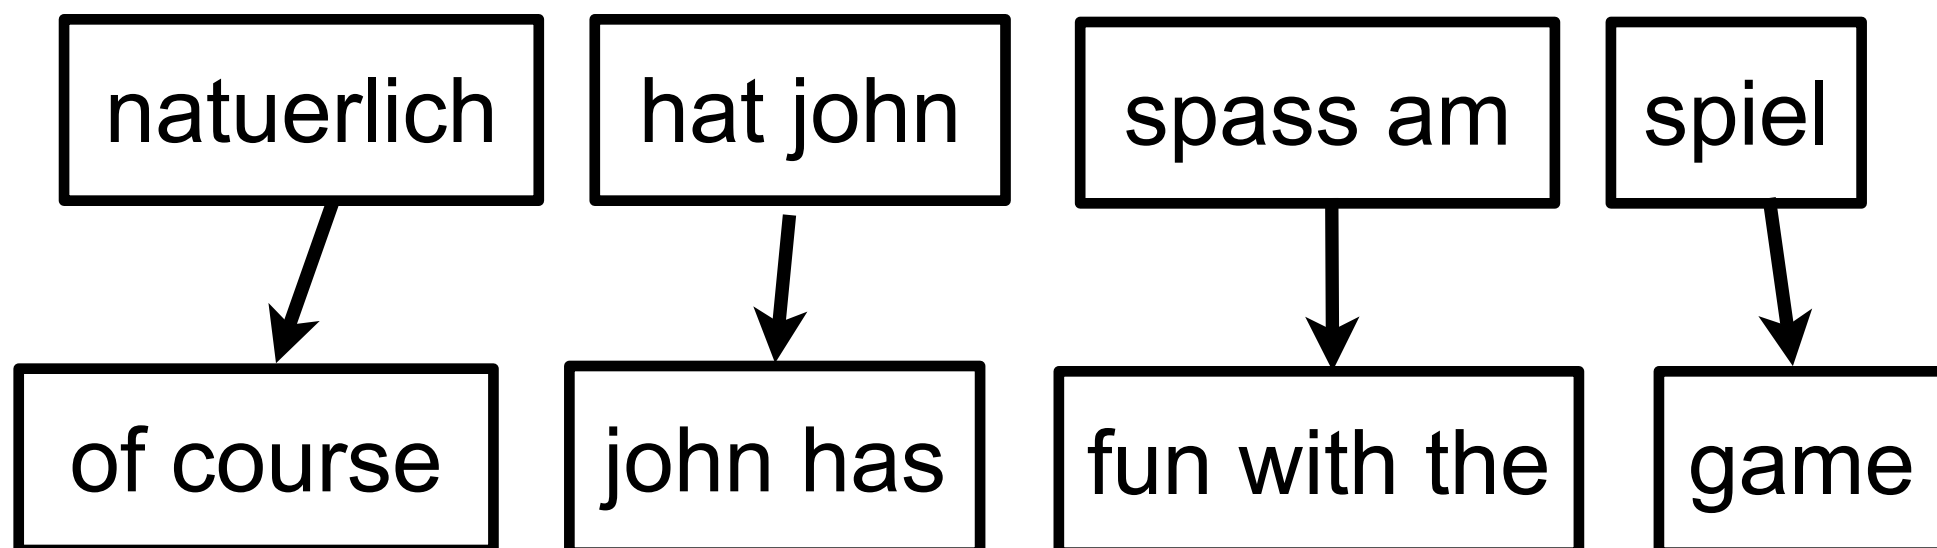 natuerlich hat john spass am spiel
of course john has fun with the game